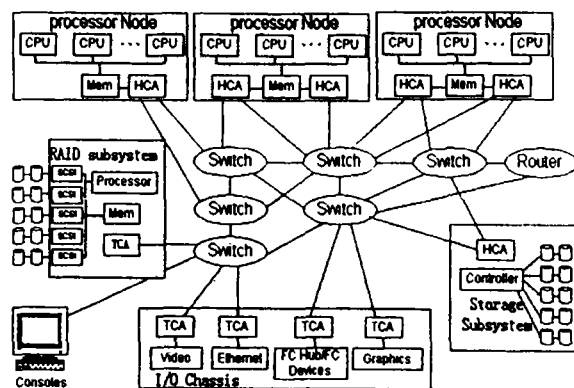 processor Node
CPU CPU ··· CPU
Mem HCA
processor Node
CPU CPU ··· CPU
HCA Mem HCA
processor Node
CPU CPU ··· CPU
HCA Mem HCA
Switch Switch Switch Router
Switch Switch
Switch
RAID subsystem
SCSI
SCSI
SCSI
SCSI
SCSI
Processor
Mem
TCA
HCA
Controller
Storage
Subsystem
Consoles
TCA TCA TCA TCA
Video Ethernet FC Hub/FC Devices Graphics
I/O Chassis